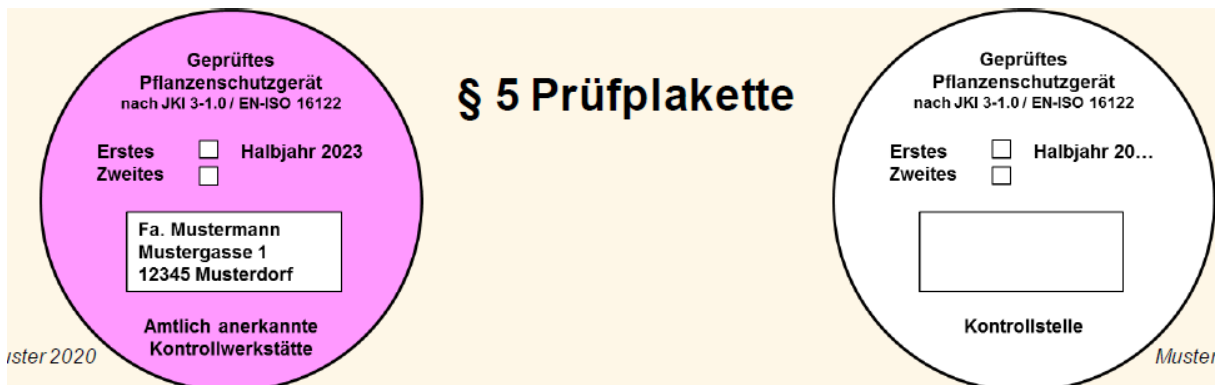 Geprüftes
Pflanzenschutzgerät
nach JKI 3-1.0 / EN-ISO 16122
Erstes Halbjahr 2023
Zweites
Fa. Mustermann
Mustergasse 1
12345 Musterdorf
Amtlich anerkannte
Kontrollwerkstätte
2020
§ 5 Prüfplakette
Geprüftes
Pflanzenschutzgerät
nach JKI 3-1.0 / EN-ISO 16122
Erstes Halbjahr 20...
Zweites
Kontrollstelle
Muster